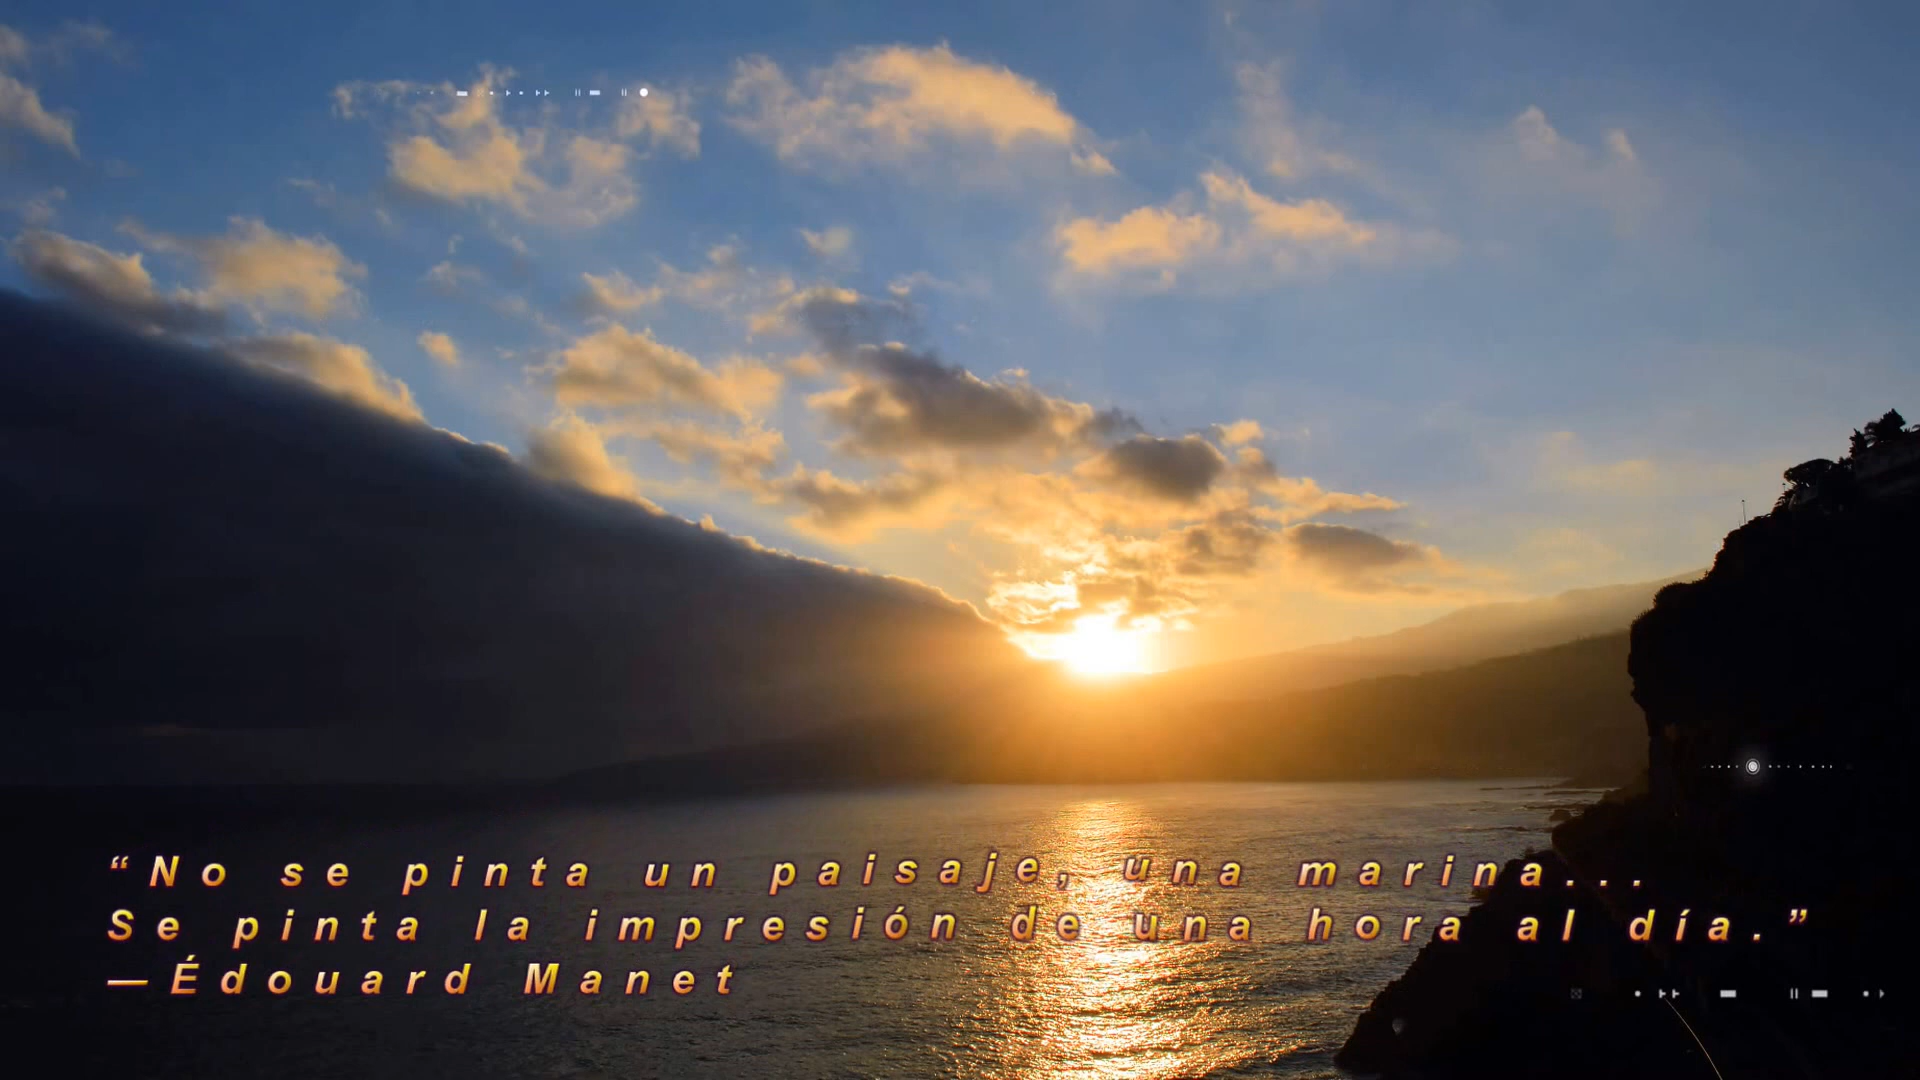 “No se pinta un paisaje, una marina...
Se pinta la impresión de una hora al día.”
—Édouard Manet